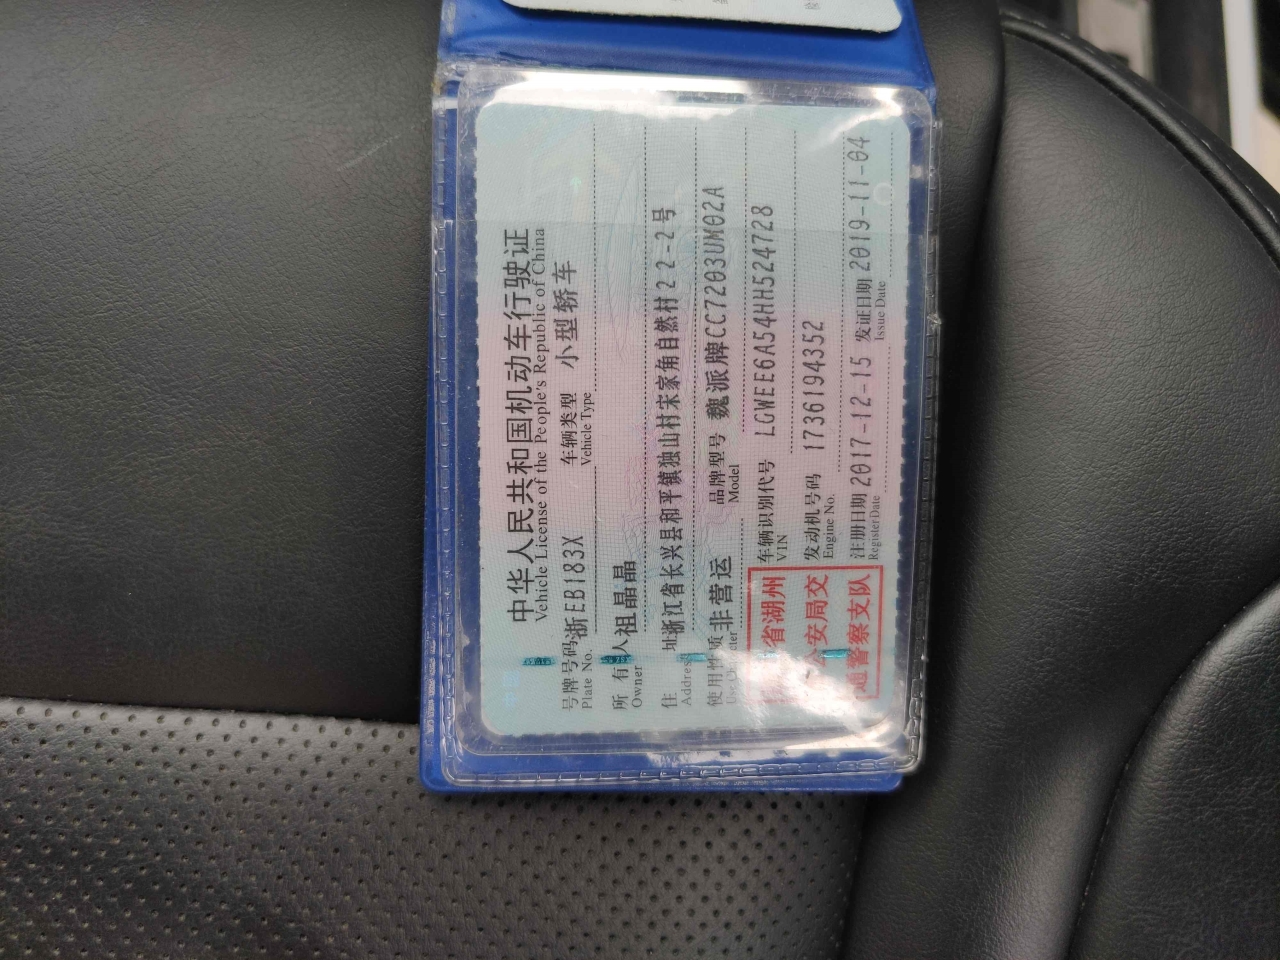 中华人民共和国机动车行驶证
Vehicle License of the People's Republic of China
号牌号码 浙EB183X 车辆类型 小型轿车
Plate No. Vehicle Type
所有人 祖晶晶
Owner
住址 浙江省长兴县和平镇独山村宋家角自然村22-2号
Address
使用性质 非营运 品牌型号 魏派牌CC7203UM02A
Model
车辆识别代号 LGWEE6A54HH524728
VIN
发动机号码 1736194352
Engine No.
注册日期 2017-12-15 发证日期 2019-11-04
Register Date Issue Date
省湖州
公安局交
通警察支队